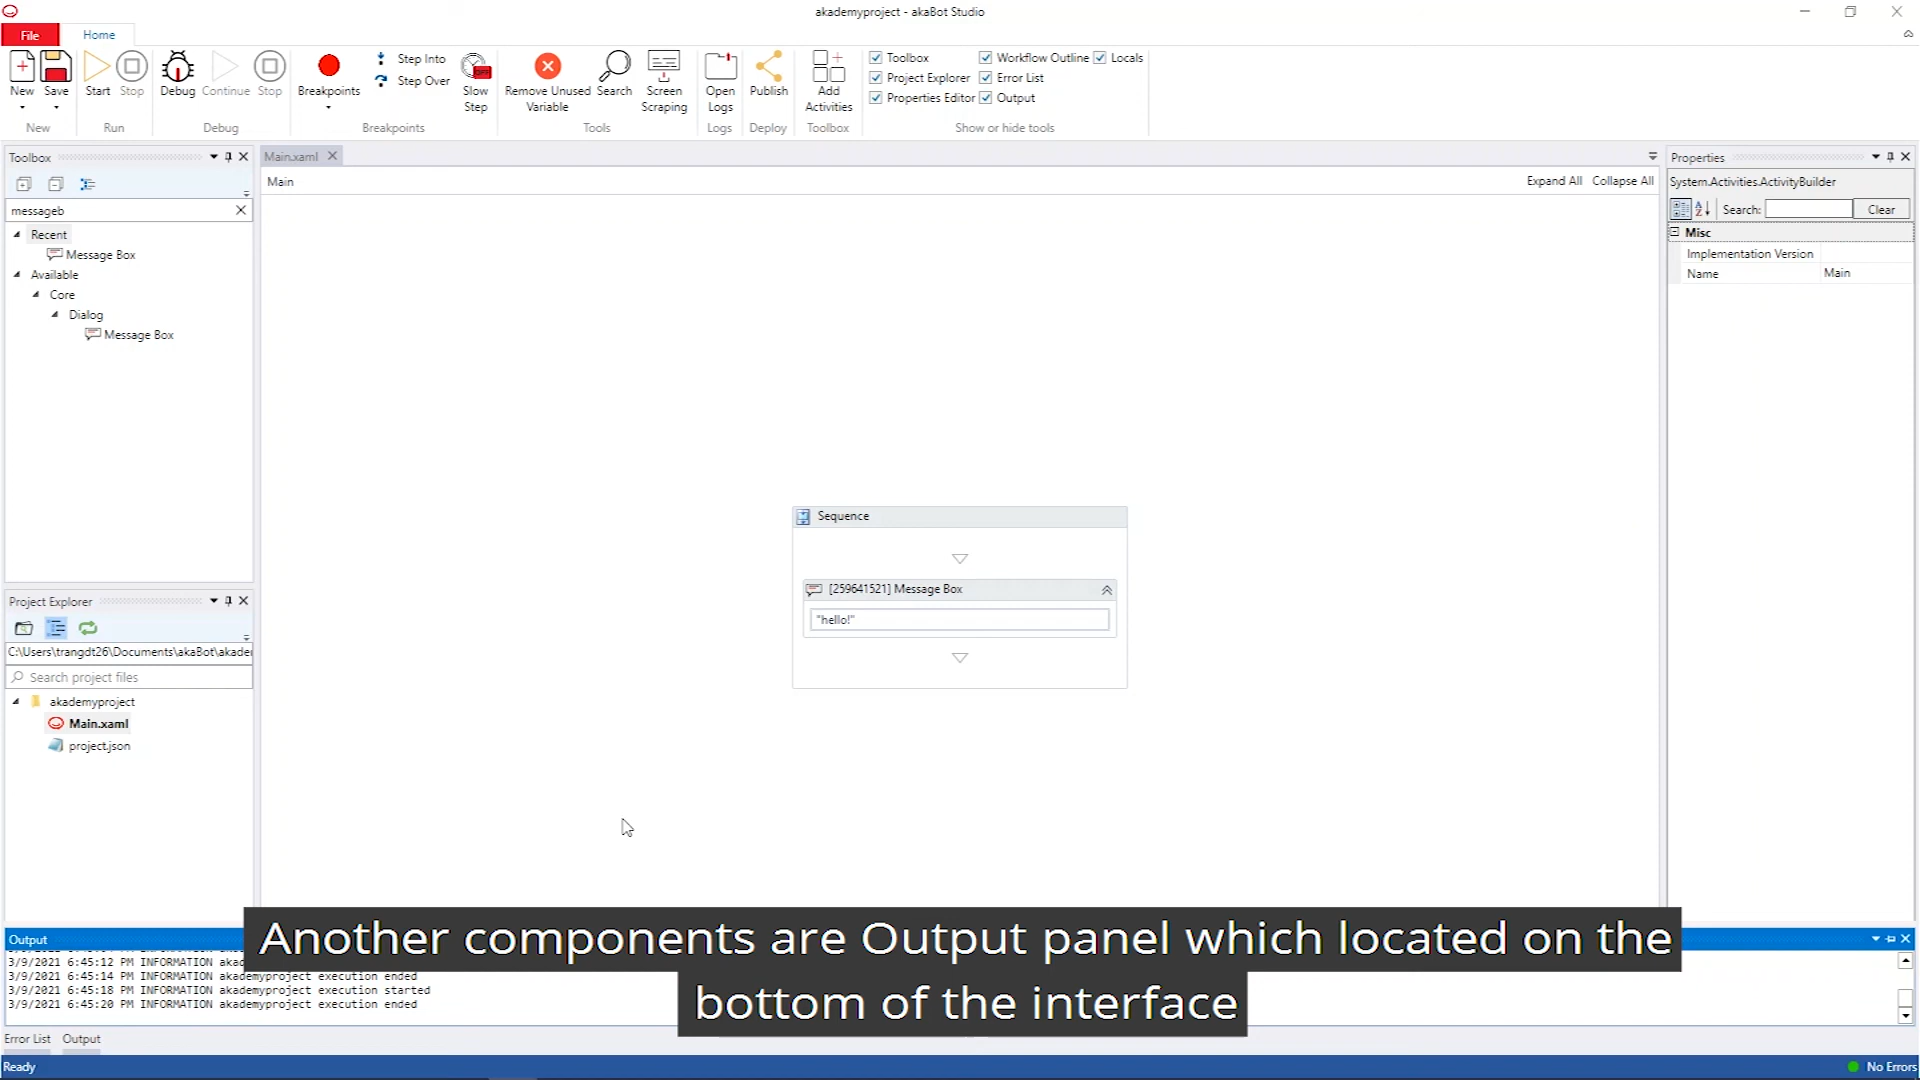 akademyproject - akaBot Studio
File
Home
New
Save
Start
Stop
Debug
Continue
Stop
Breakpoints
Step Into
Step Over
Slow
Step
OFF
Remove Unused
Variable
Search
Screen
Scraping
Open
Logs
Publish
Add
Activities
Toolbox
Workflow Outline
Locals
Project Explorer
Error List
Properties Editor
Output
New
Run
Debug
Breakpoints
Tools
Logs
Deploy
Toolbox
Show or hide tools
Toolbox
messageb
Recent
Message Box
Available
Core
Dialog
Message Box
Project Explorer
C:\Users\trangdt26\Documents\akaBot\akade
Search project files
akademyproject
Main.xaml
project.json
Main.xaml
Main
Expand All
Collapse All
Sequence
[259641521] Message Box
"hello!"
Properties
System.Activities.ActivityBuilder
Search:
Clear
Misc
Implementation Version
Name
Main
Output
3/9/2021 6:45:12 PM INFORMATION
3/9/2021 6:45:14 PM INFORMATION akademyproject execution ended
3/9/2021 6:45:18 PM INFORMATION akademyproject execution started
3/9/2021 6:45:20 PM INFORMATION akademyproject execution ended
Another components are Output panel which located on the
bottom of the interface
Error List
Output
Ready
No Errors